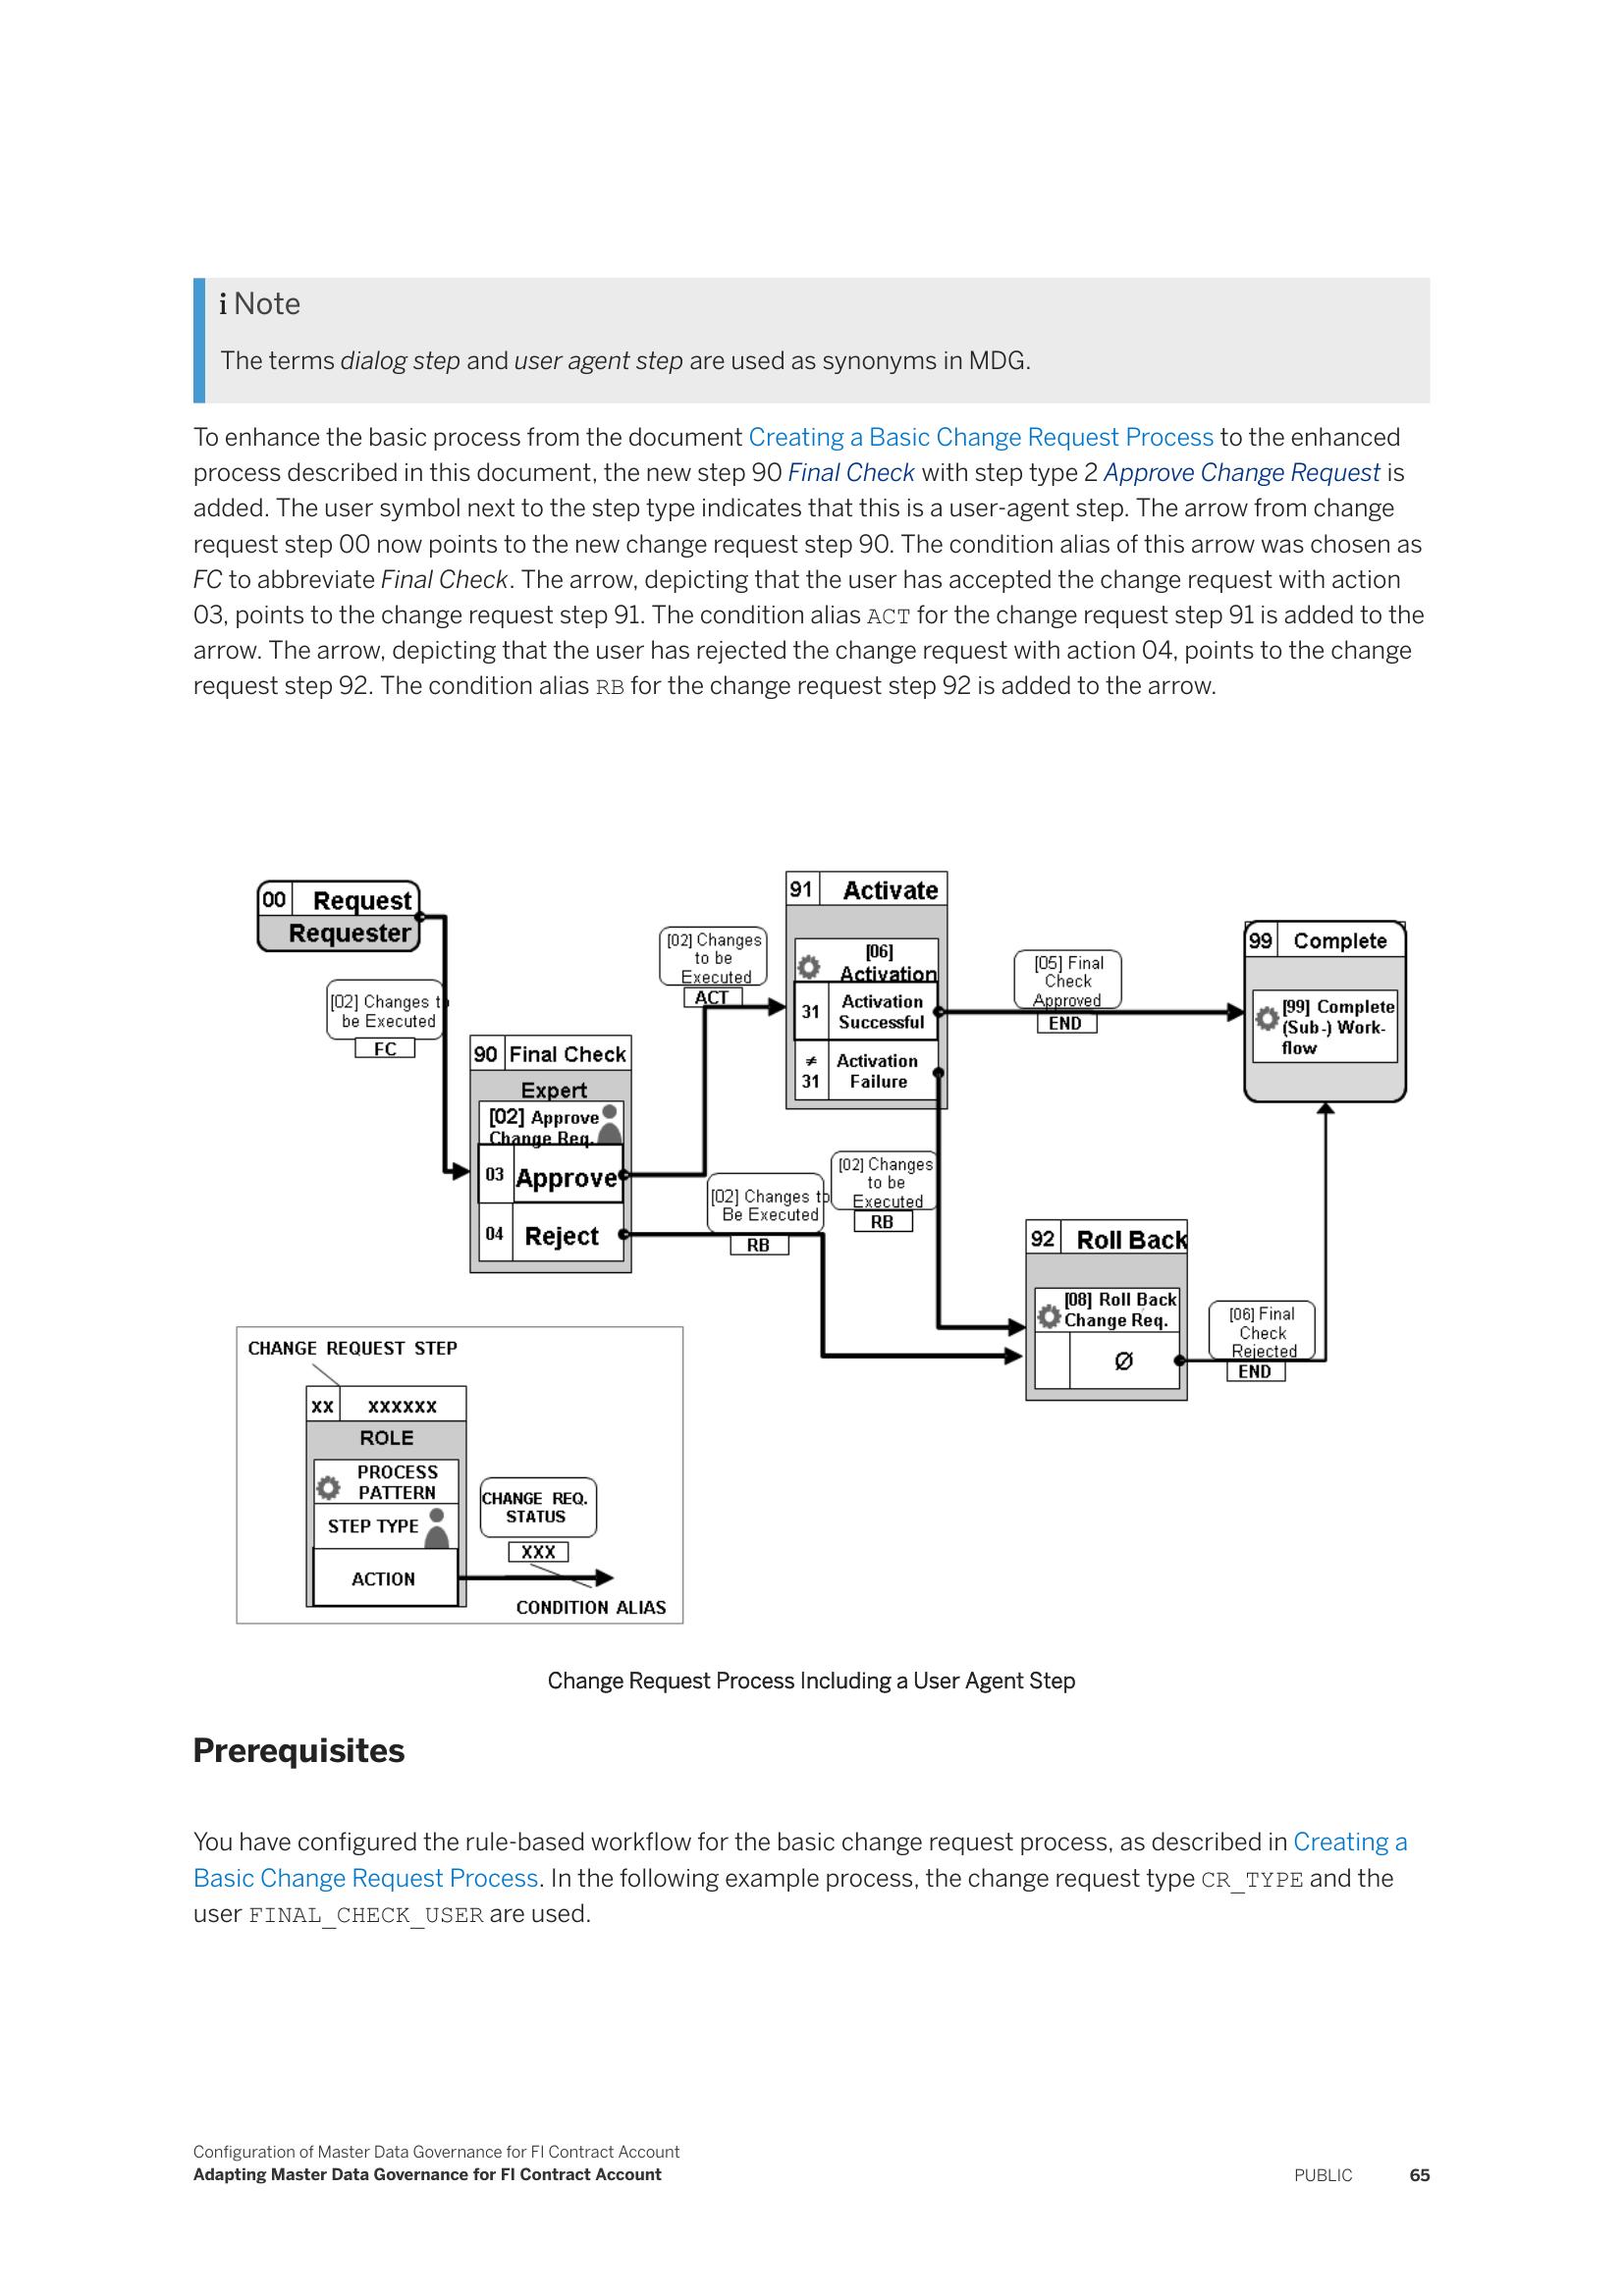 i Note
The terms dialog step and user agent step are used as synonyms in MDG.
To enhance the basic process from the document Creating a Basic Change Request Process to the enhanced
process described in this document, the new step 90 Final Check with step type 2 Approve Change Request is
added. The user symbol next to the step type indicates that this is a user-agent step. The arrow from change
request step 00 now points to the new change request step 90. The condition alias of this arrow was chosen as
FC to abbreviate Final Check. The arrow, depicting that the user has accepted the change request with action
03, points to the change request step 91. The condition alias ACT for the change request step 91 is added to the
arrow. The arrow, depicting that the user has rejected the change request with action 04, points to the change
request step 92. The condition alias RB for the change request step 92 is added to the arrow.
00 Request
Requester
[02] Changes to
be Executed
FC
90 Final Check
Expert
[02] Approve
Change Req.
03 Approve
04 Reject
[02] Changes
to be
Executed
ACT
[02] Changes to
Be Executed
RB
91 Activate
[06]
Activation
31 Activation
Successful
≠
31
Activation
Failure
[02] Changes
to be
Executed
RB
[05] Final
Check
Approved
END
99 Complete
[99] Complete
(Sub-) Work-
flow
92 Roll Back
[08] Roll Back
Change Req.
Ø
[06] Final
Check
Rejected
END
CHANGE REQUEST STEP
xx xxxxxx
ROLE
PROCESS
PATTERN
STEP TYPE
ACTION
CHANGE REQ.
STATUS
XXX
CONDITION ALIAS
Change Request Process Including a User Agent Step
Prerequisites
You have configured the rule-based workflow for the basic change request process, as described in Creating a
Basic Change Request Process. In the following example process, the change request type CR_TYPE and the
user FINAL_CHECK_USER are used.
Configuration of Master Data Governance for FI Contract Account
Adapting Master Data Governance for FI Contract Account
PUBLIC 65